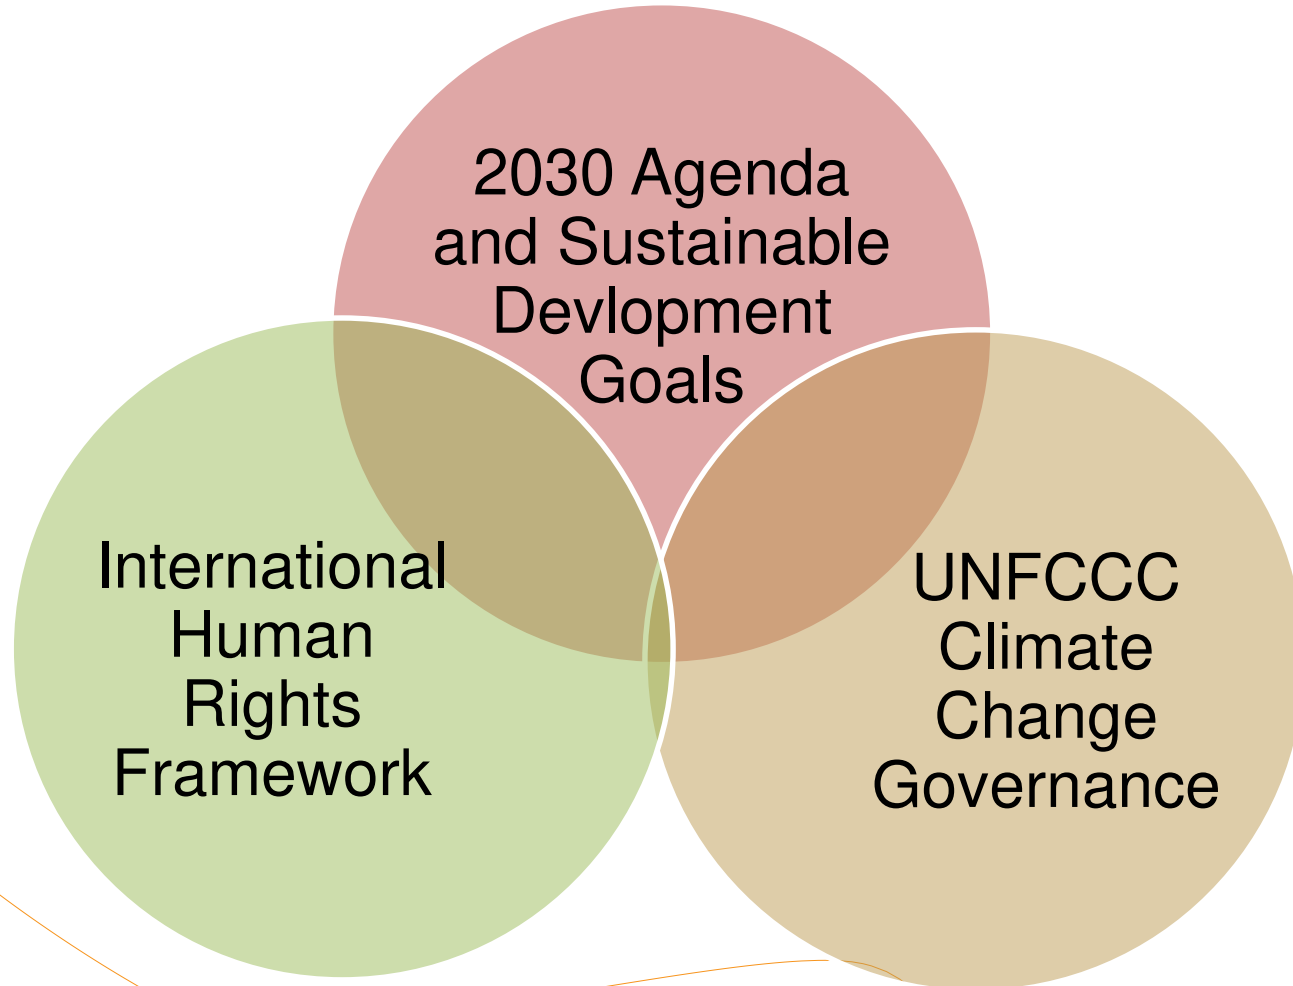 2030 Agenda
and Sustainable
Devlopment
Goals
International
Human
Rights
Framework
UNFCCC
Climate
Change
Governance